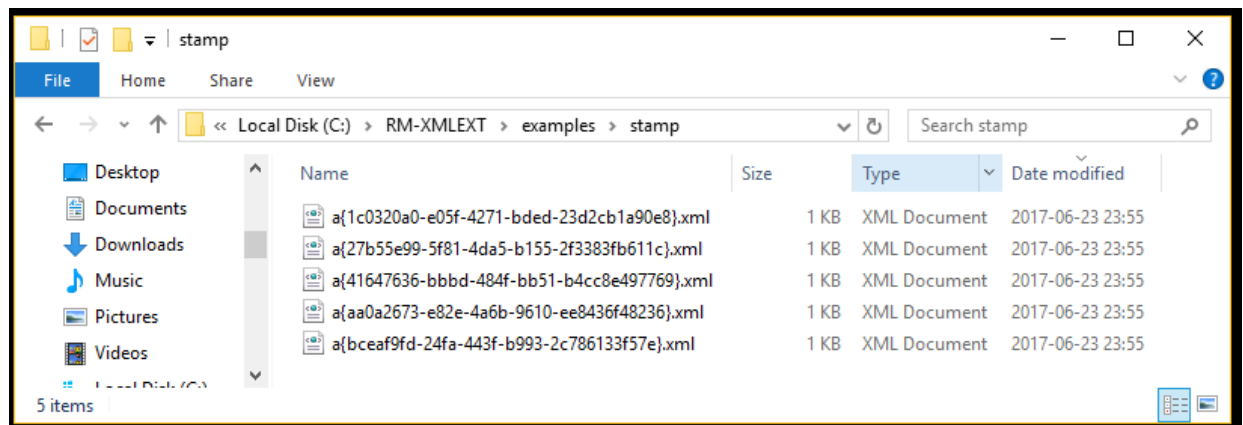 stamp
File Home Share View
« Local Disk (C:) > RM-XMLEXT > examples > stamp Search stamp
Desktop Name Size Type Date modified
Documents a{1c0320a0-e05f-4271-bded-23d2cb1a90e8}.xml 1 KB XML Document 2017-06-23 23:55
Downloads a{27b55e99-5f81-4da5-b155-2f3383fb611c}.xml 1 KB XML Document 2017-06-23 23:55
Music a{41647636-bbbd-484f-bb51-b4cc8e497769}.xml 1 KB XML Document 2017-06-23 23:55
Pictures a{aa0a2673-e82e-4a6b-9610-ee8436f48236}.xml 1 KB XML Document 2017-06-23 23:55
Videos a{bceaf9fd-24fa-443f-b993-2c786133f57e}.xml 1 KB XML Document 2017-06-23 23:55
Local Disk (C:)
5 items